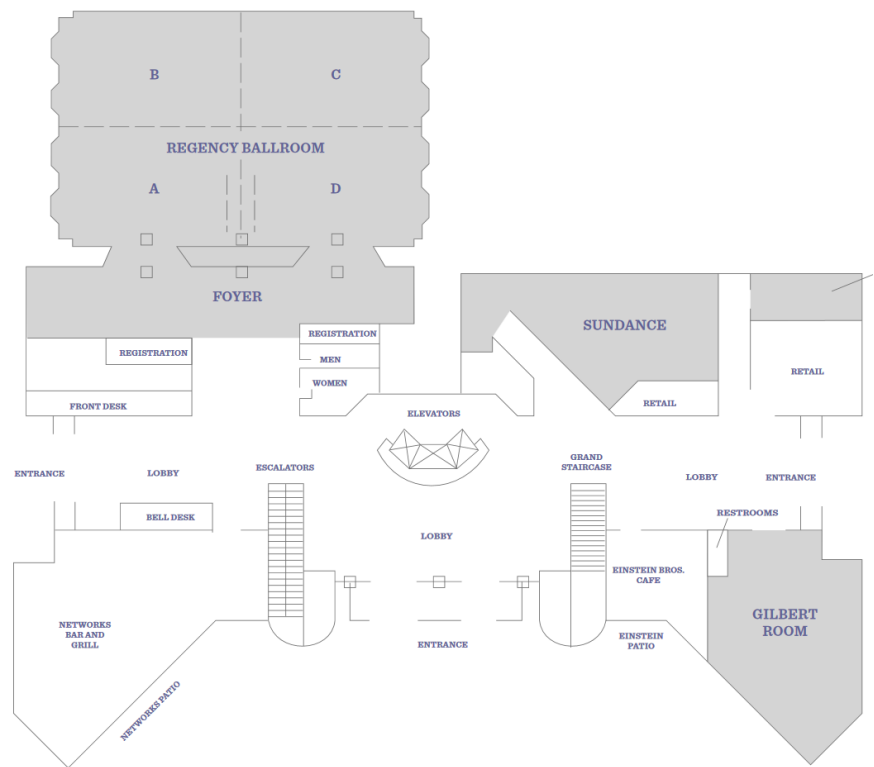 B
C
REGENCY BALLROOM
A
D
FOYER
REGISTRATION
SUNDANCE
REGISTRATION
MEN
WOMEN
RETAIL
FRONT DESK
RETAIL
ELEVATORS
ENTRANCE
LOBBY
ESCALATORS
GRAND
STAIRCASE
LOBBY
ENTRANCE
RESTROOMS
BELL DESK
LOBBY
EINSTEIN BROS.
CAFE
NETWORKS
BAR AND
GRILL
GILBERT
ROOM
ENTRANCE
EINSTEIN
PATIO
NETWORKS PATIO